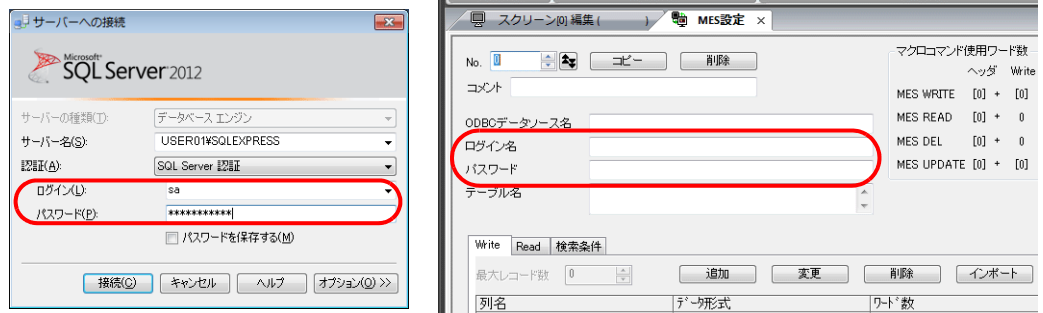 サーバーへの接続
Microsoft®
SQL Server® 2012
サーバーの種類(T):
データベース エンジン
サーバー名(S):
USER01¥SQLEXPRESS
認証(A):
SQL Server 認証
ログイン(L):
sa
パスワード(P):
***********
パスワードを保存する(M)
接続(C)
キャンセル
ヘルプ
オプション(O) >>
スクリーン[0] 編集 ( )
MES設定 ×
No. 0
コピー
削除
コメント
ODBCデータソース名
ログイン名
パスワード
テーブル名
マクロコマンド使用ワード数
ヘッダ Write
MES WRITE [0] + [0]
MES READ [0] + 0
MES DEL [0] + 0
MES UPDATE [0] + [0]
Write Read 検索条件
最大レコード数 0
追加
変更
削除
インポート
列名
データ形式
ワード数